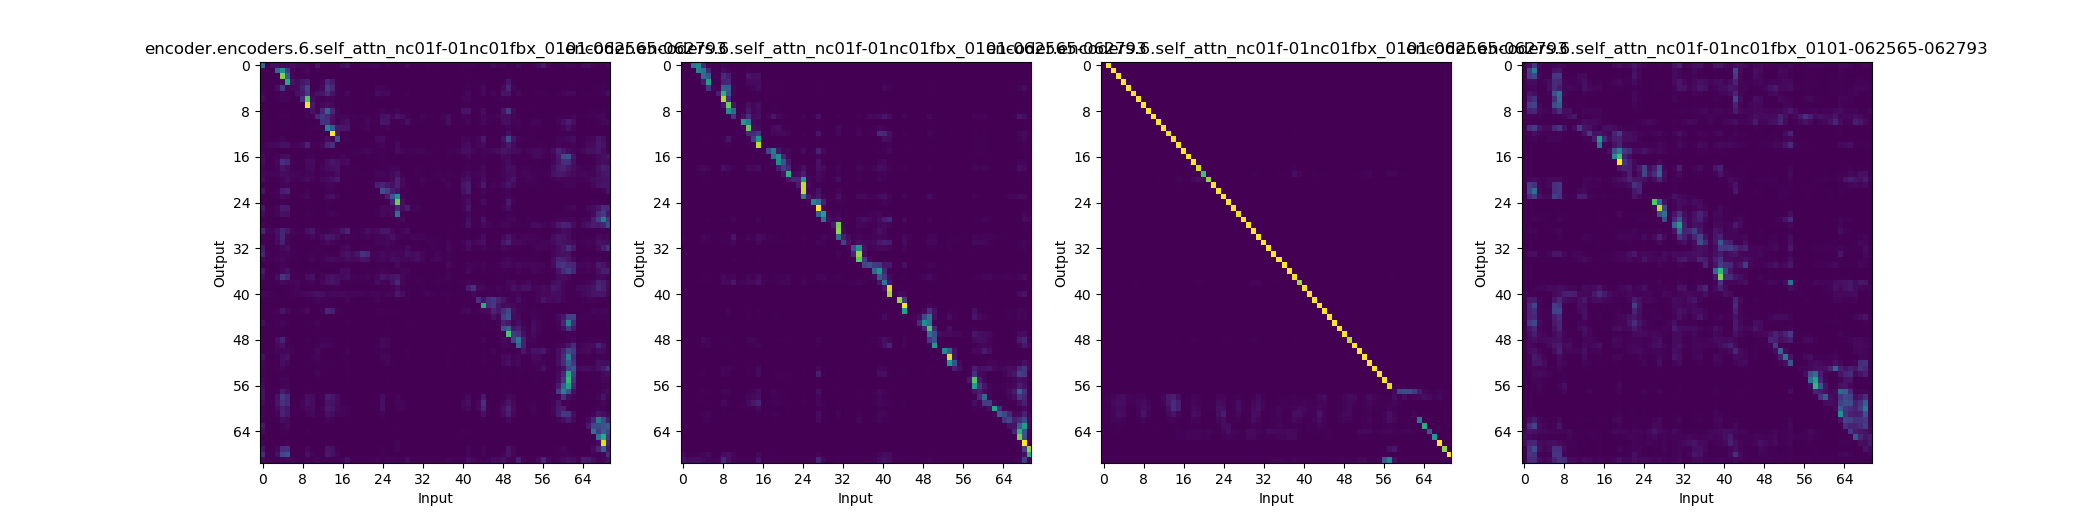 encoder.encoders.6.self_attn_nc01f-01nc01fbx_0101-062565-062793
encoder.encoders.6.self_attn_nc01f-01nc01fbx_0101-062565-062793
encoder.encoders.6.self_attn_nc01f-01nc01fbx_0101-062565-062793
encoder.encoders.6.self_attn_nc01f-01nc01fbx_0101-062565-062793
0
8
16
24
32
40
48
56
64
Output
0 8 16 24 32 40 48 56 64
Input
0
8
16
24
32
40
48
56
64
Output
0 8 16 24 32 40 48 56 64
Input
0
8
16
24
32
40
48
56
64
Output
0 8 16 24 32 40 48 56 64
Input
0
8
16
24
32
40
48
56
64
Output
0 8 16 24 32 40 48 56 64
Input